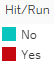 Hit/Run
No
Yes